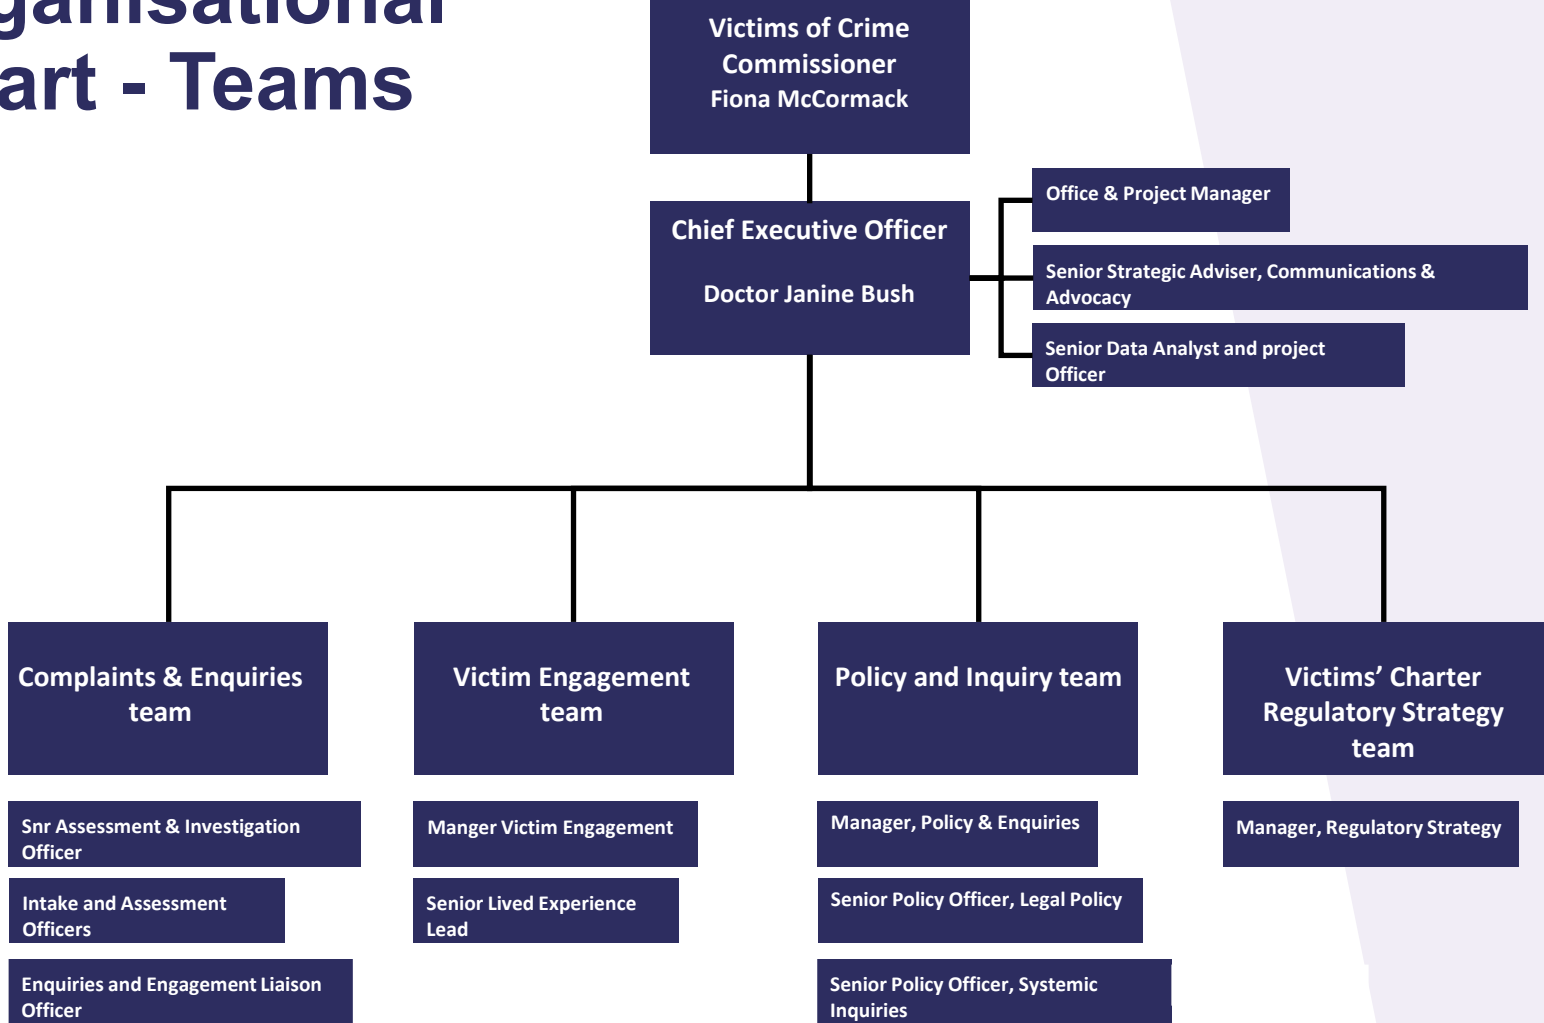 ganisational
art - Teams
Victims of Crime
Commissioner
Fiona McCormack
Chief Executive Officer
Doctor Janine Bush
Office & Project Manager
Senior Strategic Adviser, Communications &
Advocacy
Senior Data Analyst and project
Officer
Complaints & Enquiries
team
Snr Assessment & Investigation
Officer
Intake and Assessment
Officers
Enquiries and Engagement Liaison
Officer
Victim Engagement
team
Manger Victim Engagement
Senior Lived Experience
Lead
Policy and Inquiry team
Manager, Policy & Enquiries
Senior Policy Officer, Legal Policy
Senior Policy Officer, Systemic
Inquiries
Victims’ Charter
Regulatory Strategy
team
Manager, Regulatory Strategy